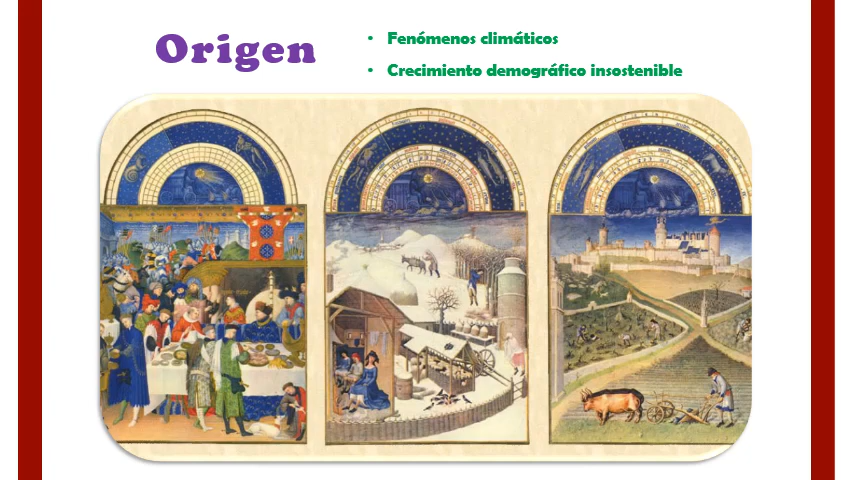 Origen
• Fenómenos climáticos
• Crecimiento demográfico insostenible